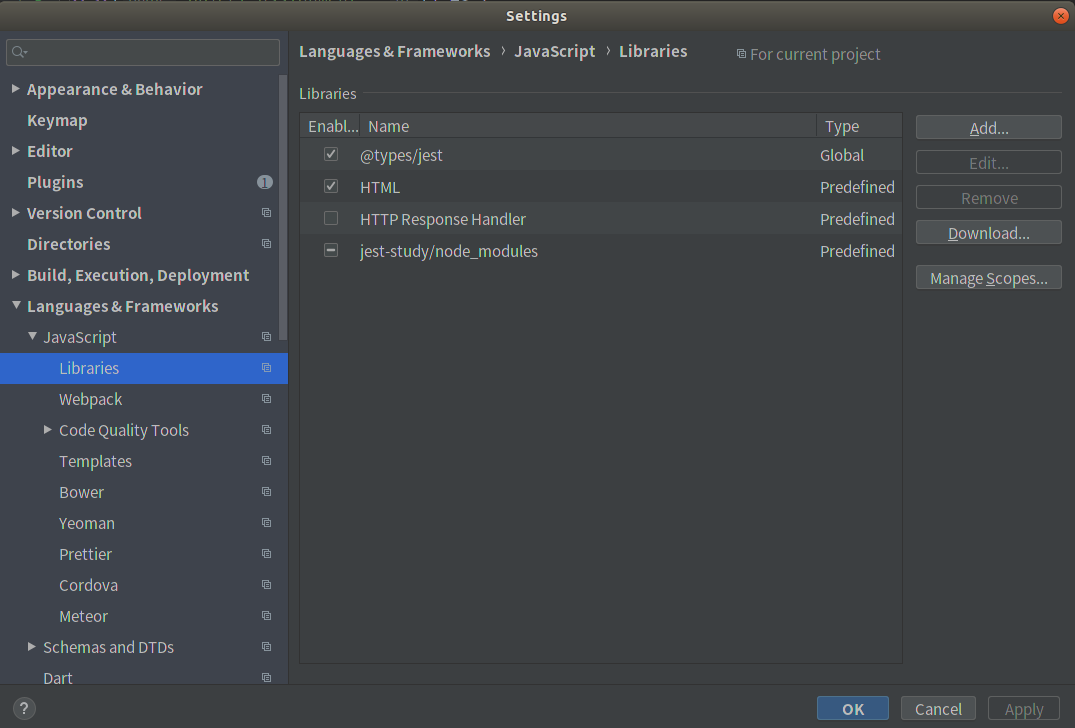 Settings
Languages & Frameworks › JavaScript › Libraries
For current project
Appearance & Behavior
Keymap
Editor
Plugins
1
Version Control
Directories
Build, Execution, Deployment
Languages & Frameworks
JavaScript
Libraries
Webpack
Code Quality Tools
Templates
Bower
Yeoman
Prettier
Cordova
Meteor
Schemas and DTDs
Dart
Libraries
Enabl... Name Type
@types/jest Global
HTML Predefined
HTTP Response Handler Predefined
jest-study/node_modules Predefined
Add...
Edit...
Remove
Download...
Manage Scopes...
?
OK
Cancel
Apply